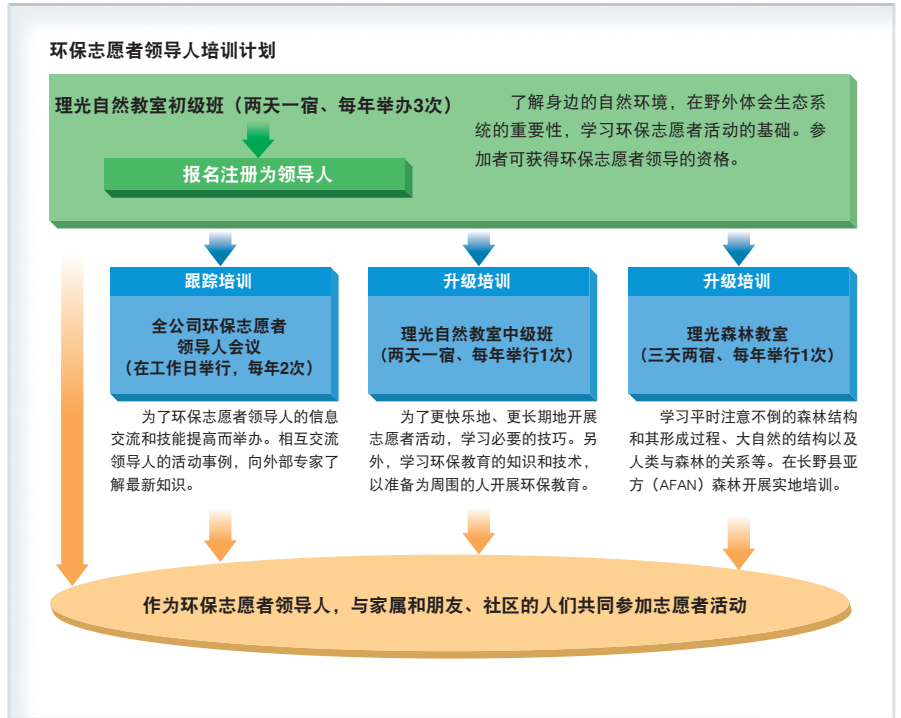 环保志愿者领导人培训计划
理光自然教室初级班（两天一宿、每年举办3次）
报名注册为领导人
了解身边的自然环境，在野外体会生态系
统的重要性，学习环保志愿者活动的基础。参
加者可获得环保志愿者领导的资格。
跟踪培训
全公司环保志愿者
领导人会议
（在工作日举行，每年2次）
为了环保志愿者领导人的信息
交流和技能提高而举办。相互交流
领导人的活动事例，向外部专家了
解最新知识。
升级培训
理光自然教室中级班
（两天一宿、每年举行1次）
为了更快乐地、更长期地开展
志愿者活动，学习必要的技巧。另
外，学习环保教育的知识和技术，
以准备为周围的人开展环保教育。
升级培训
理光森林教室
（三天两宿、每年举行1次）
学习平时注意不倒的森林结构
和其形成过程、大自然的结构以及
人类与森林的关系等。在长野县亚
方（AFAN）森林开展实地培训。
作为环保志愿者领导人，与家属和朋友、社区的人们共同参加志愿者活动